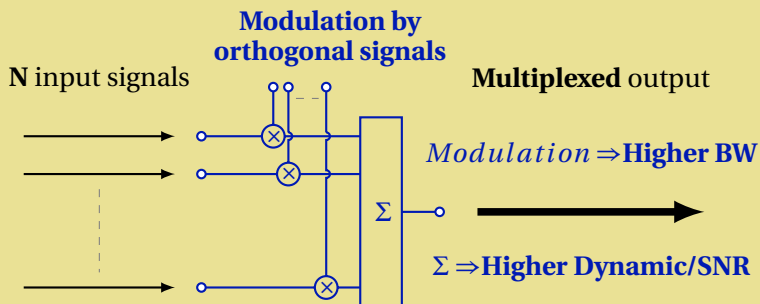 Modulation by
orthogonal signals
N input signals
Multiplexed output
Modulation ⇒Higher BW
Σ
Σ ⇒Higher Dynamic/SNR